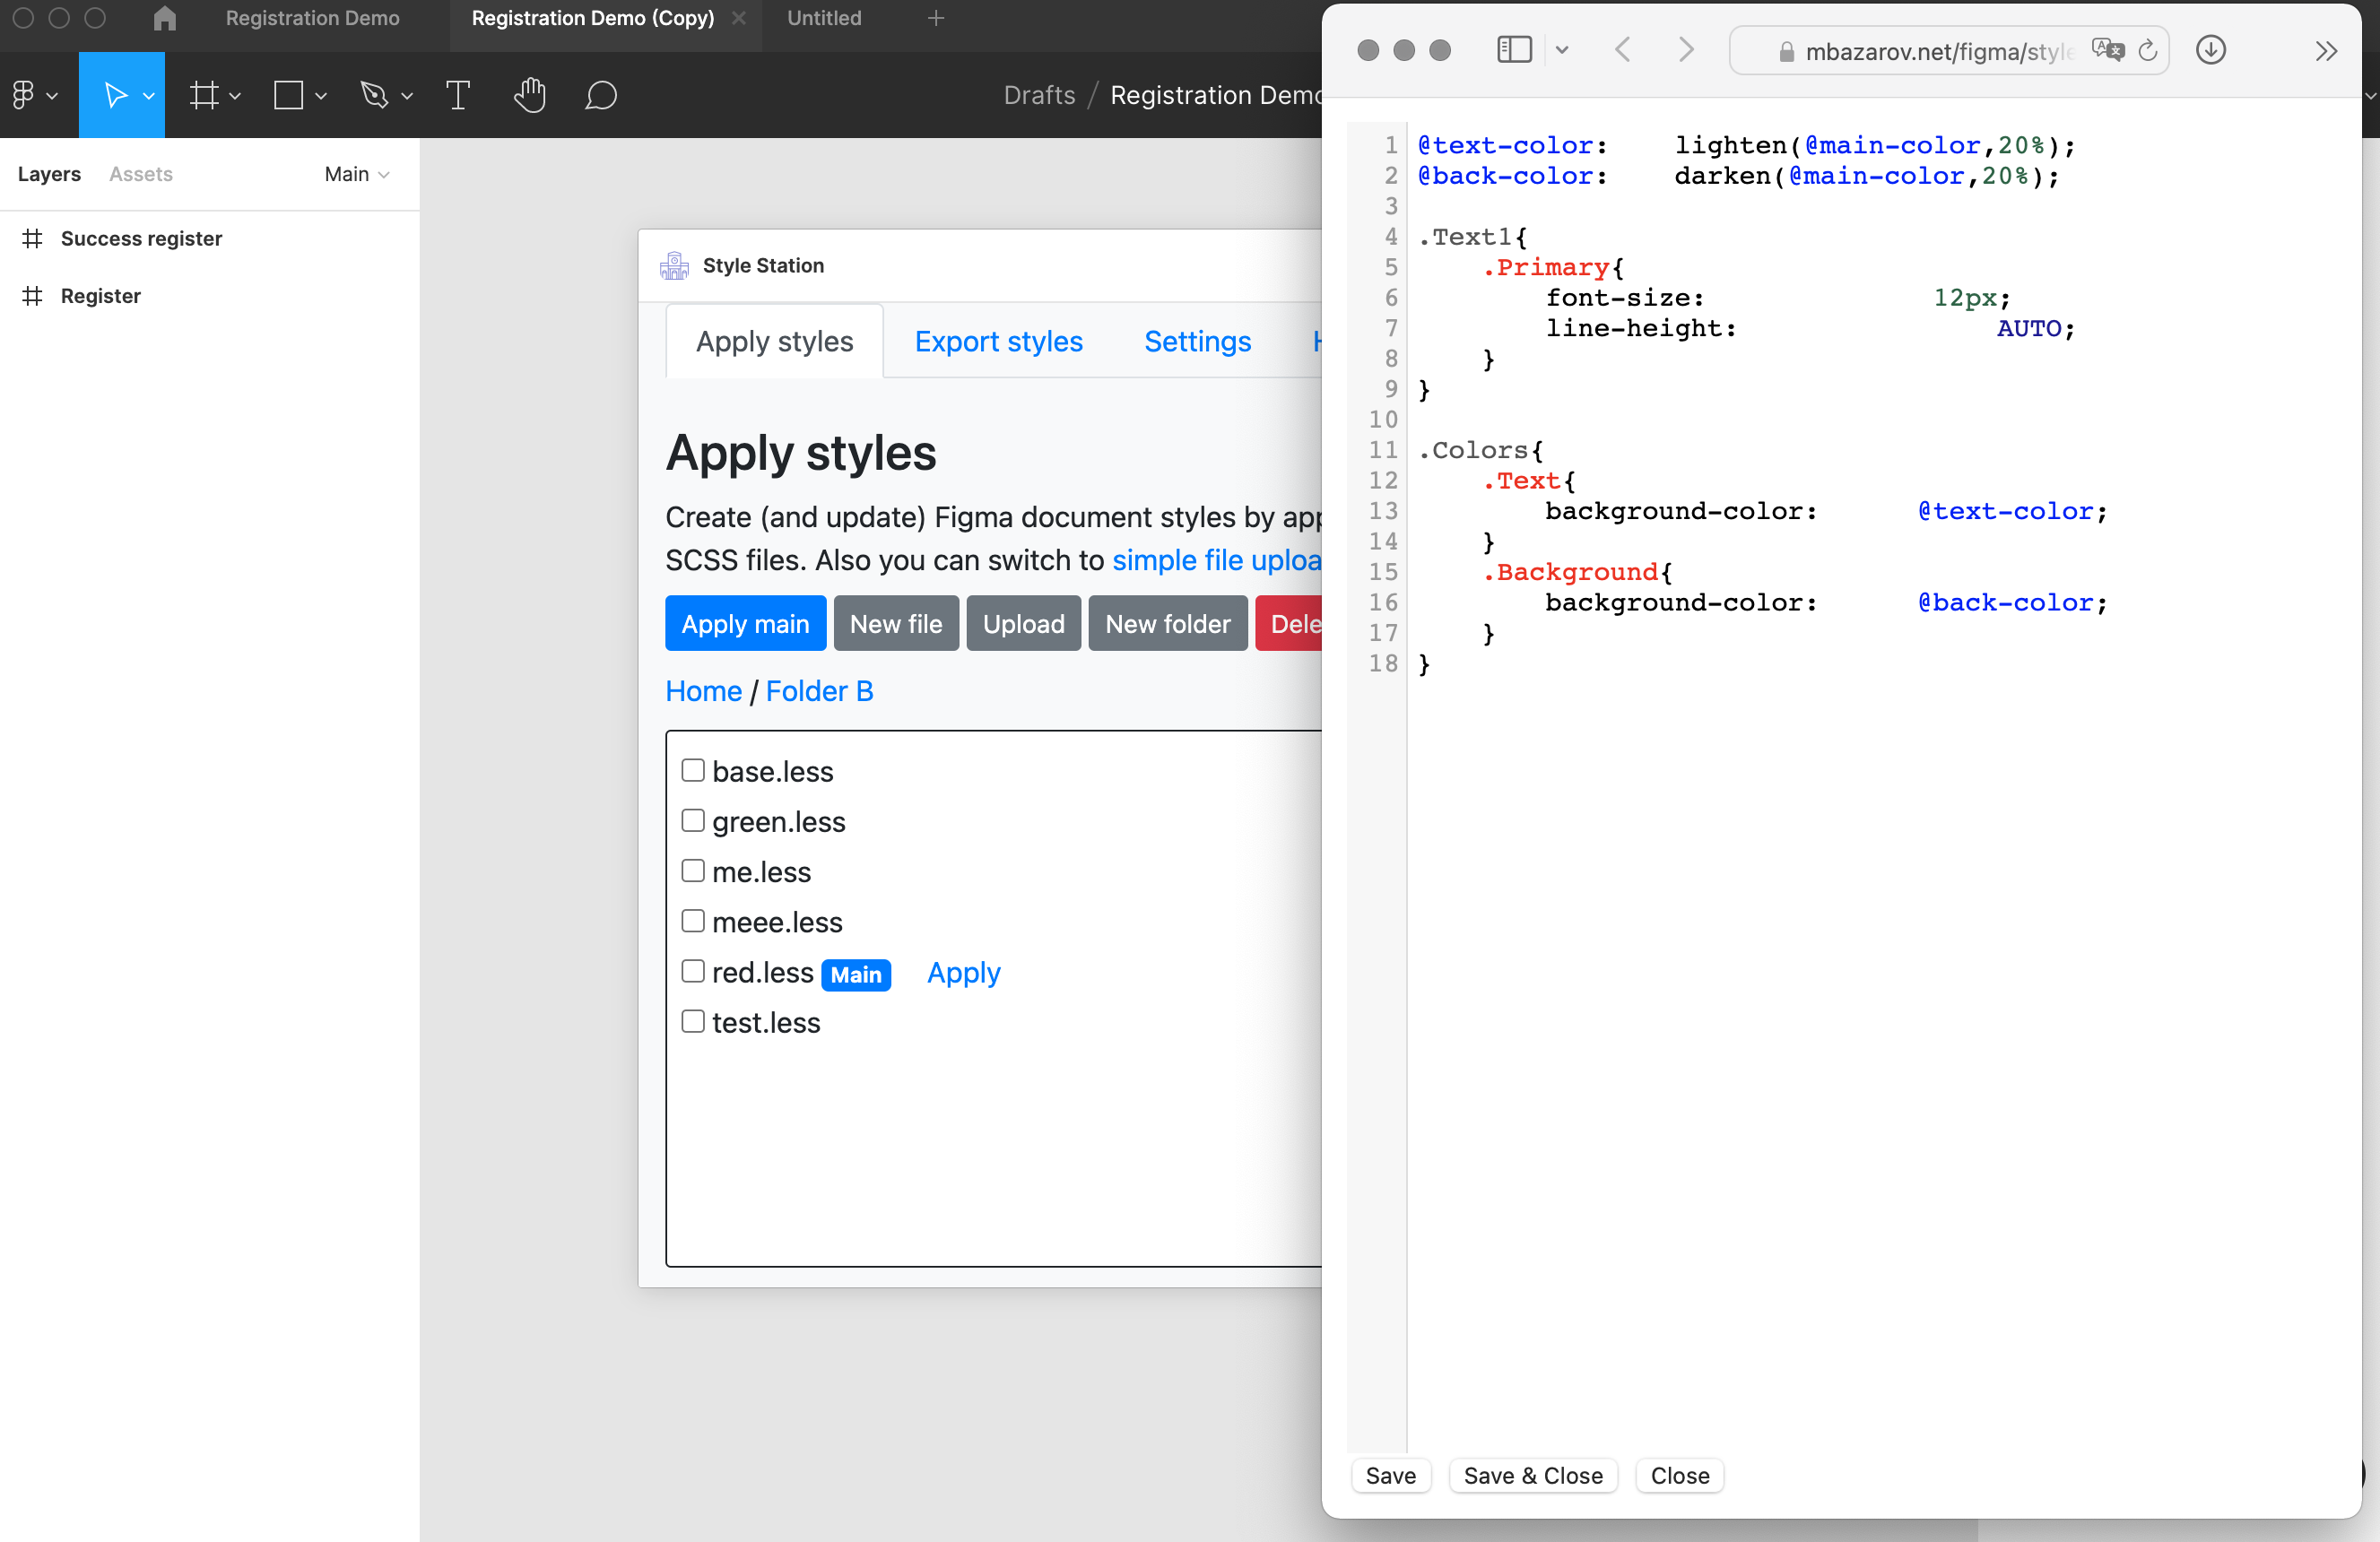 Registration Demo
Registration Demo (Copy)
Untitled
Drafts / Registration Demo
Layers
Assets
Main
Success register
Register
Style Station
Apply styles
Export styles
Settings
Apply styles
Create (and update) Figma document styles by
SCSS files. Also you can switch to simple file
Apply main
New file
Upload
New folder
Home / Folder B
base.less
green.less
me.less
meee.less
red.less Main Apply
test.less
mbazarov.net/figma/style
1 @text-color: lighten(@main-color,20%);
2 @back-color: darken(@main-color,20%);
3
4 .Text1{
5 .Primary{
6 font-size: 12px;
7 line-height: AUTO;
8 }
9 }
10
11 .Colors{
12 .Text{
13 background-color: @text-color;
14 }
15 .Background{
16 background-color: @back-color;
17 }
18 }
Save
Save & Close
Close